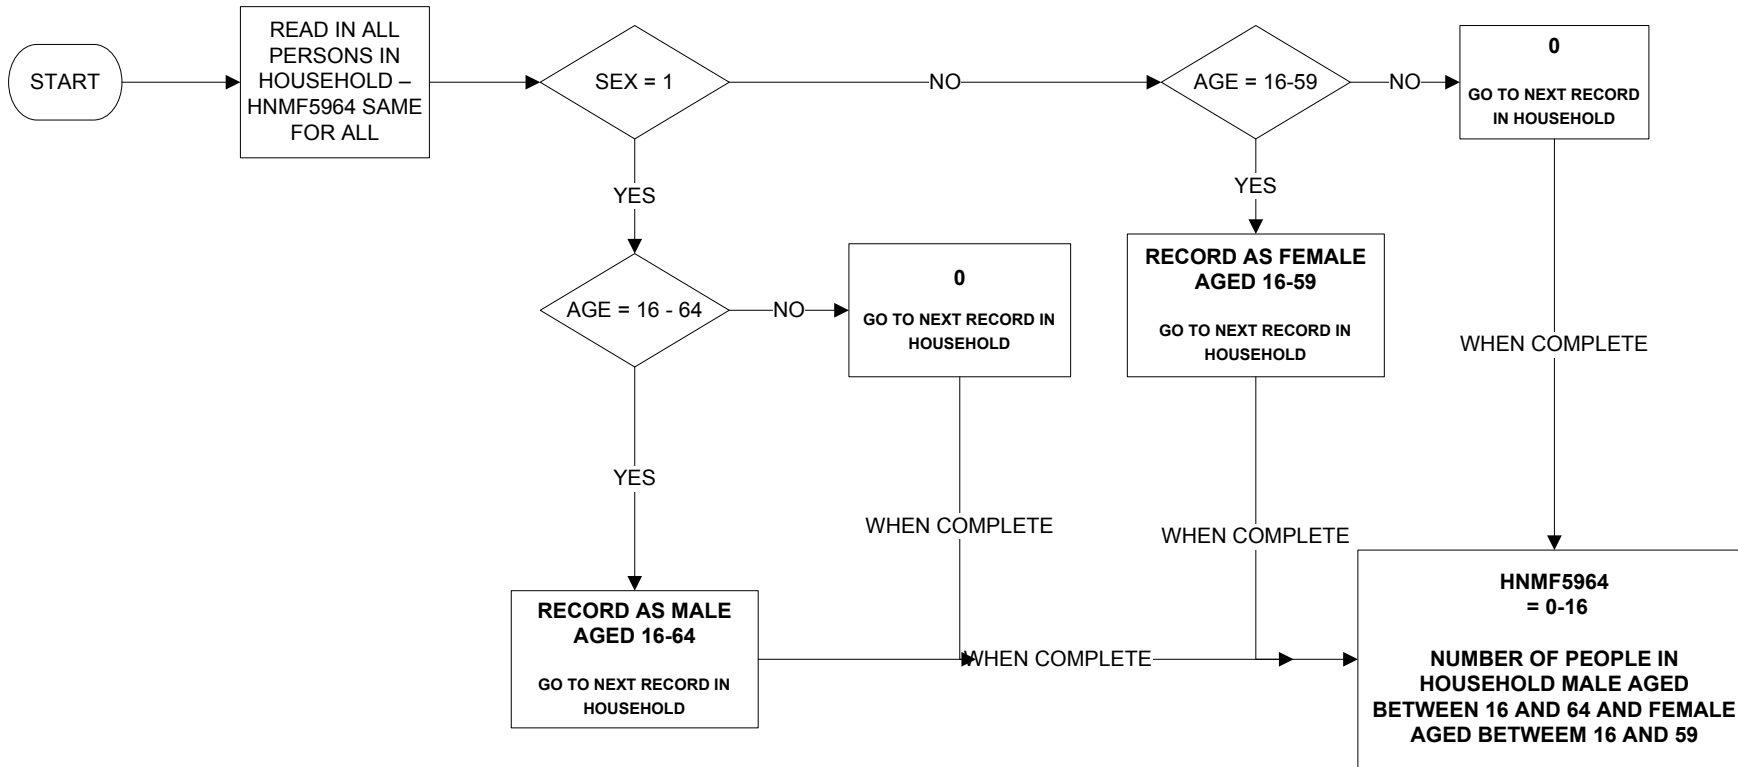 START
READ IN ALL
PERSONS IN
HOUSEHOLD –
HNMF5964 SAME
FOR ALL
SEX = 1
NO
AGE = 16-59
NO
0
GO TO NEXT RECORD
IN HOUSEHOLD
YES
YES
AGE = 16 - 64
NO
0
GO TO NEXT RECORD IN
HOUSEHOLD
RECORD AS FEMALE
AGED 16-59
GO TO NEXT RECORD IN
HOUSEHOLD
WHEN COMPLETE
YES
WHEN COMPLETE
WHEN COMPLETE
RECORD AS MALE
AGED 16-64
GO TO NEXT RECORD IN
HOUSEHOLD
WHEN COMPLETE
HNMF5964
= 0-16
NUMBER OF PEOPLE IN
HOUSEHOLD MALE AGED
BETWEEN 16 AND 64 AND FEMALE
AGED BETWEEM 16 AND 59